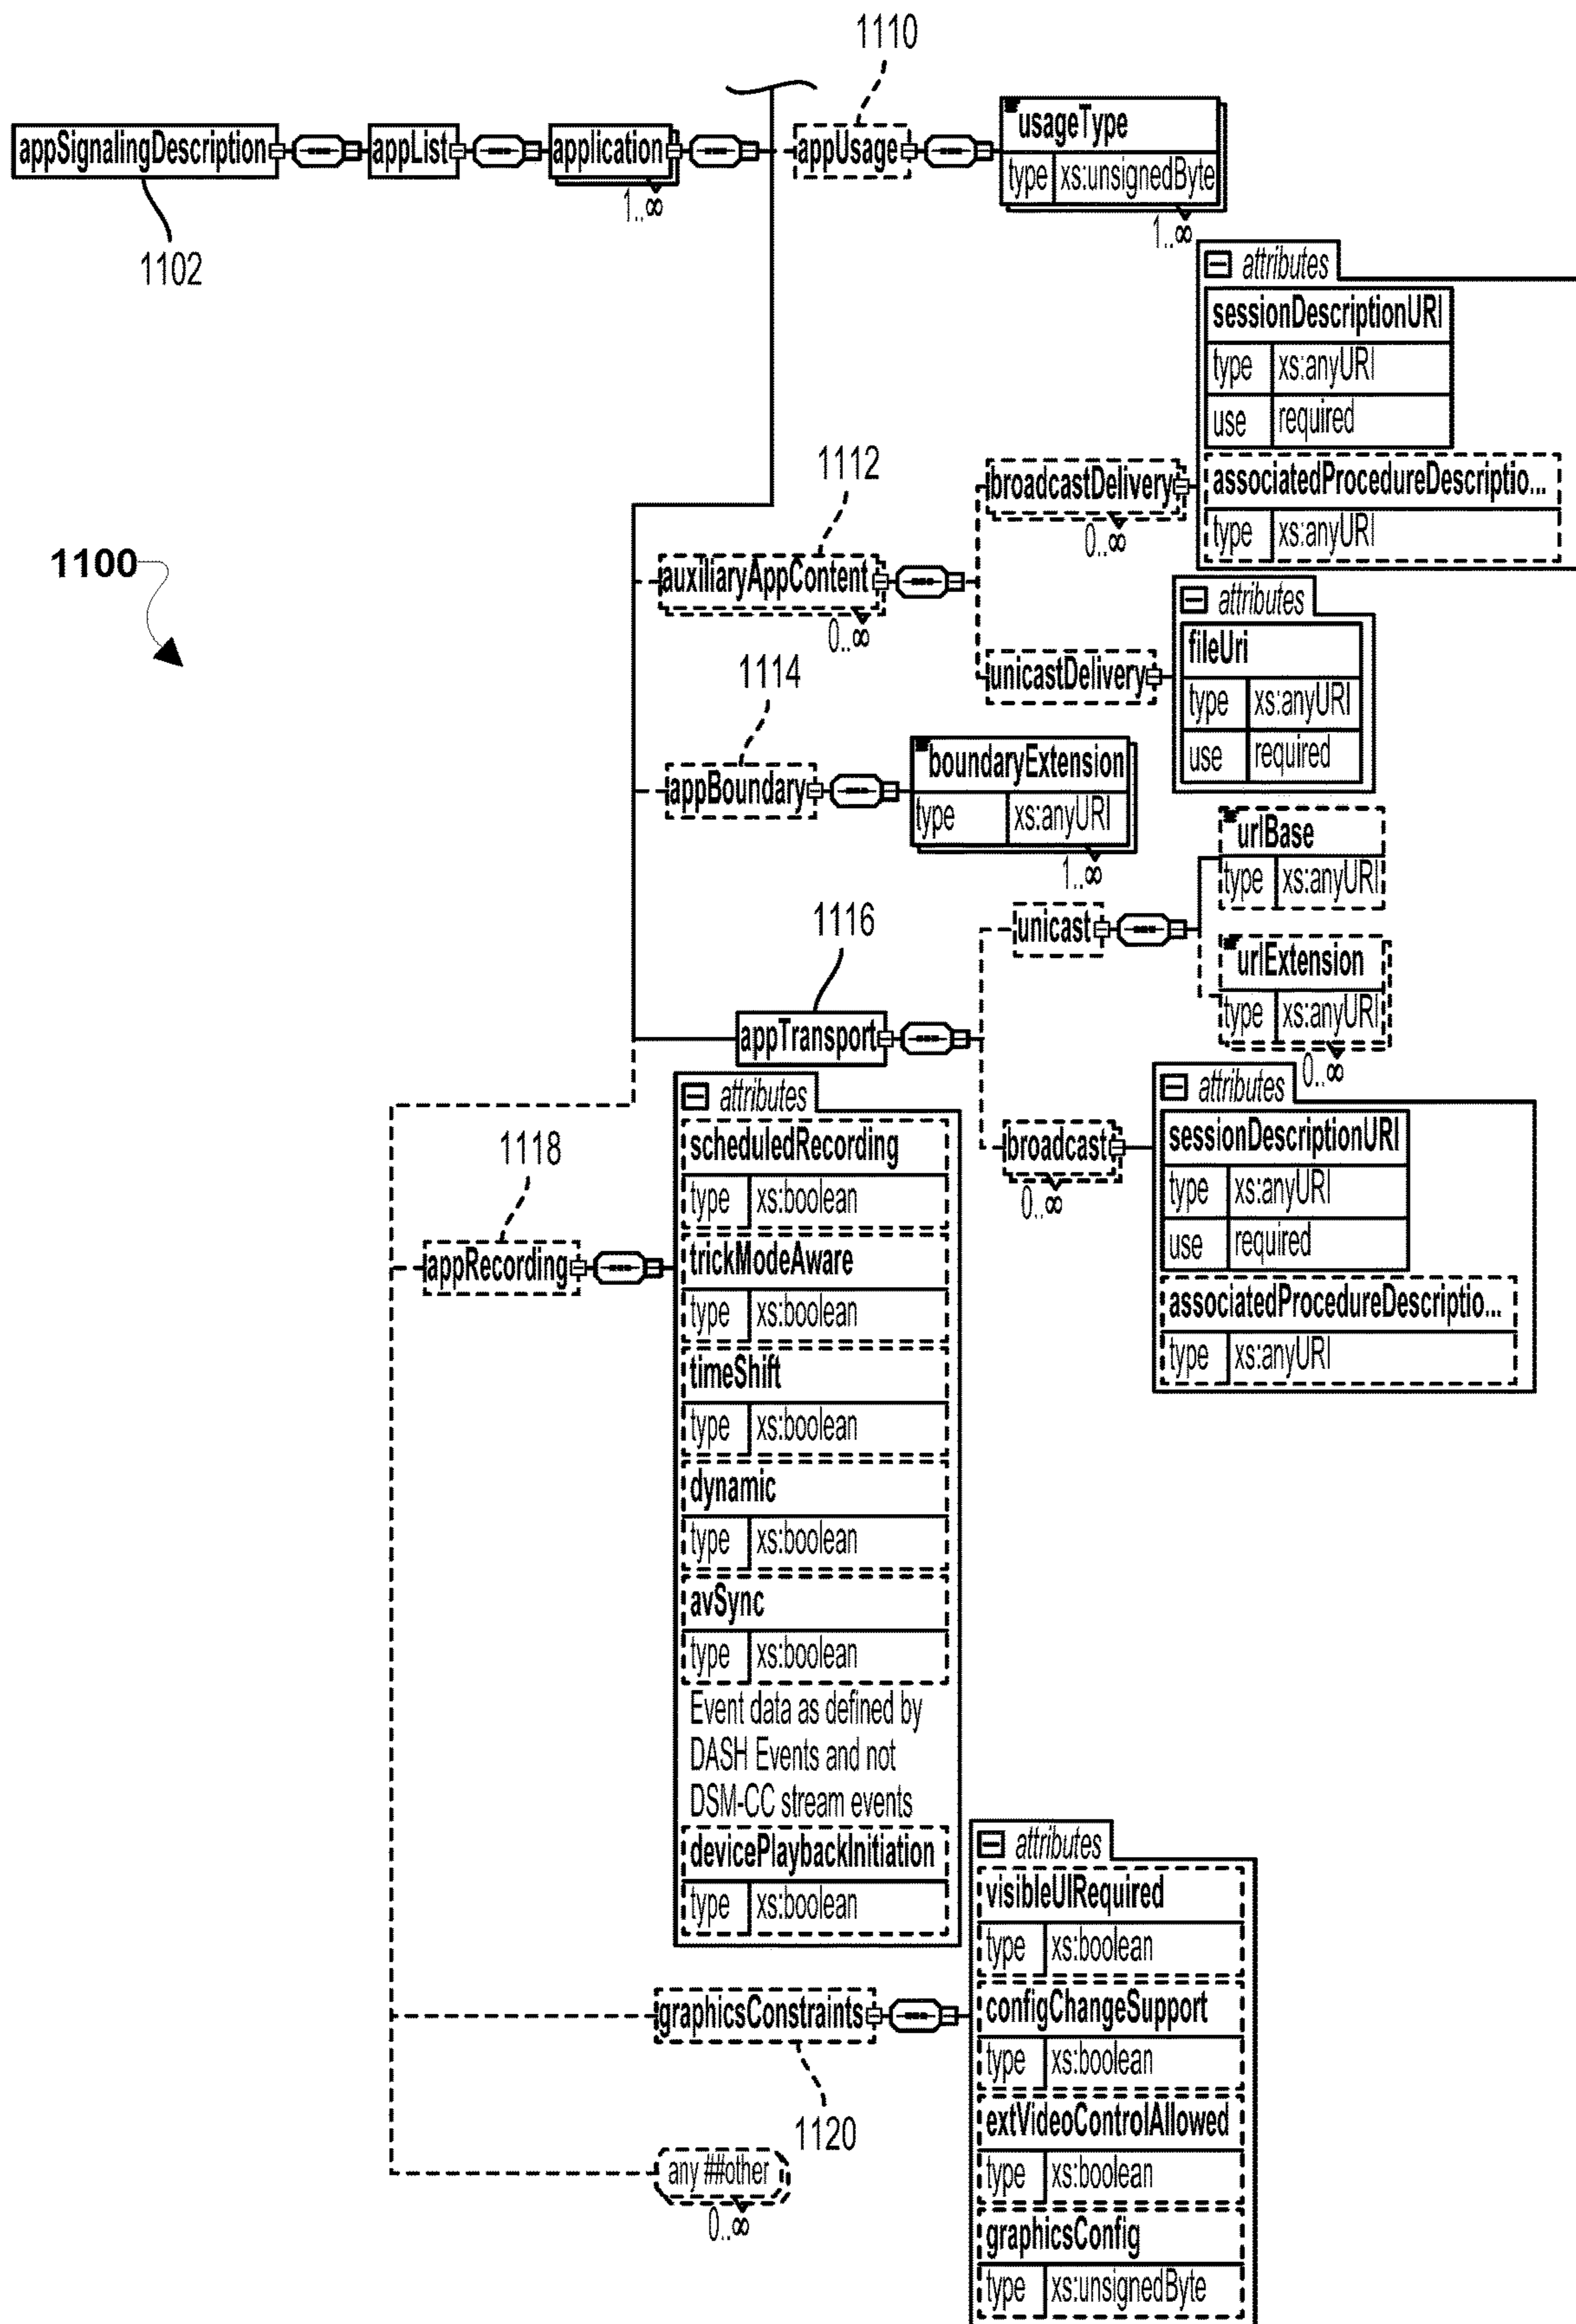 1110
appSignalingDescription
appList
application
1..∞
appUsage
usageType
type xs:unsignedByte
1..∞
1102
attributes
sessionDescriptionURI
type xs:anyURI
use required
associatedProcedureDescriptio...
type xs:anyURI
1112
broadcastDelivery
0..∞
1100
auxiliaryAppContent
0..∞
attributes
fileUri
type xs:anyURI
use required
unicastDelivery
1114
appBoundary
boundaryExtension
type xs:anyURI
1..∞
urlBase
type xs:anyURI
unicast
urlExtension
type xs:anyURI
0..∞
1116
appTransport
attributes
sessionDescriptionURI
type xs:anyURI
use required
associatedProcedureDescriptio...
type xs:anyURI
broadcast
0..∞
1118
appRecording
attributes
scheduledRecording
type xs:boolean
trickModeAware
type xs:boolean
timeShift
type xs:boolean
dynamic
type xs:boolean
avSync
type xs:boolean
Event data as defined by
DASH Events and not
DSM-CC stream events
devicePlaybackInitiation
type xs:boolean
graphicsConstraints
1120
attributes
visibleUIRequired
type xs:boolean
configChangeSupport
type xs:boolean
extVideoControlAllowed
type xs:boolean
graphicsConfig
type xs:unsignedByte
any ##other
0..∞